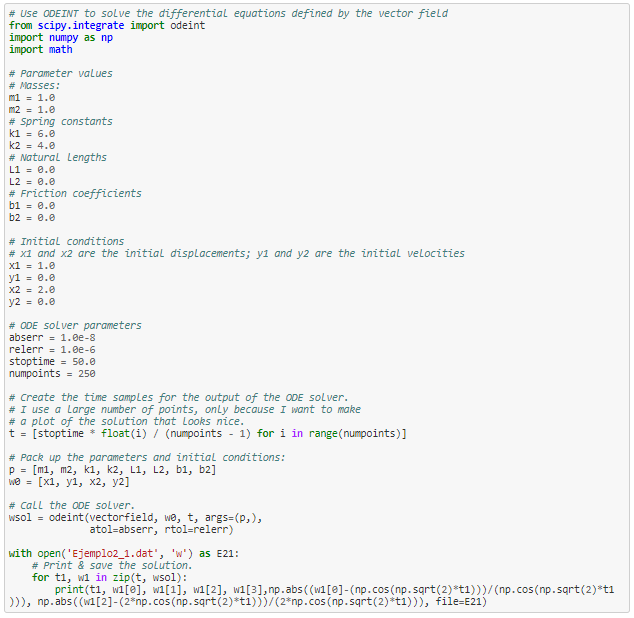 # Use ODEINT to solve the differential equations defined by the vector field
from scipy.integrate import odeint
import numpy as np
import math

# Parameter values
# Masses:
m1 = 1.0
m2 = 1.0
# Spring constants
k1 = 6.0
k2 = 4.0
# Natural lengths
L1 = 0.0
L2 = 0.0
# Friction coefficients
b1 = 0.0
b2 = 0.0

# Initial conditions
# x1 and x2 are the initial displacements; y1 and y2 are the initial velocities
x1 = 1.0
y1 = 0.0
x2 = 2.0
y2 = 0.0

# ODE solver parameters
abserr = 1.0e-8
relerr = 1.0e-6
stoptime = 50.0
numpoints = 250

# Create the time samples for the output of the ODE solver.
# I use a large number of points, only because I want to make
# a plot of the solution that looks nice.
t = [stoptime * float(i) / (numpoints - 1) for i in range(numpoints)]

# Pack up the parameters and initial conditions:
p = [m1, m2, k1, k2, L1, L2, b1, b2]
w0 = [x1, y1, x2, y2]

# Call the ODE solver.
wsol = odeint(vectorfield, w0, t, args=(p,),
              atol=abserr, rtol=relerr)

with open('Ejemplo2_1.dat', 'w') as E21:
    # Print & save the solution.
    for t1, w1 in zip(t, wsol):
        print(t1, w1[0], w1[1], w1[2], w1[3],np.abs((w1[0]-(np.cos(np.sqrt(2)*t1)))/(np.cos(np.sqrt(2)*t1
))), np.abs((w1[2]-(2*np.cos(np.sqrt(2)*t1)))/(2*np.cos(np.sqrt(2)*t1))), file=E21)